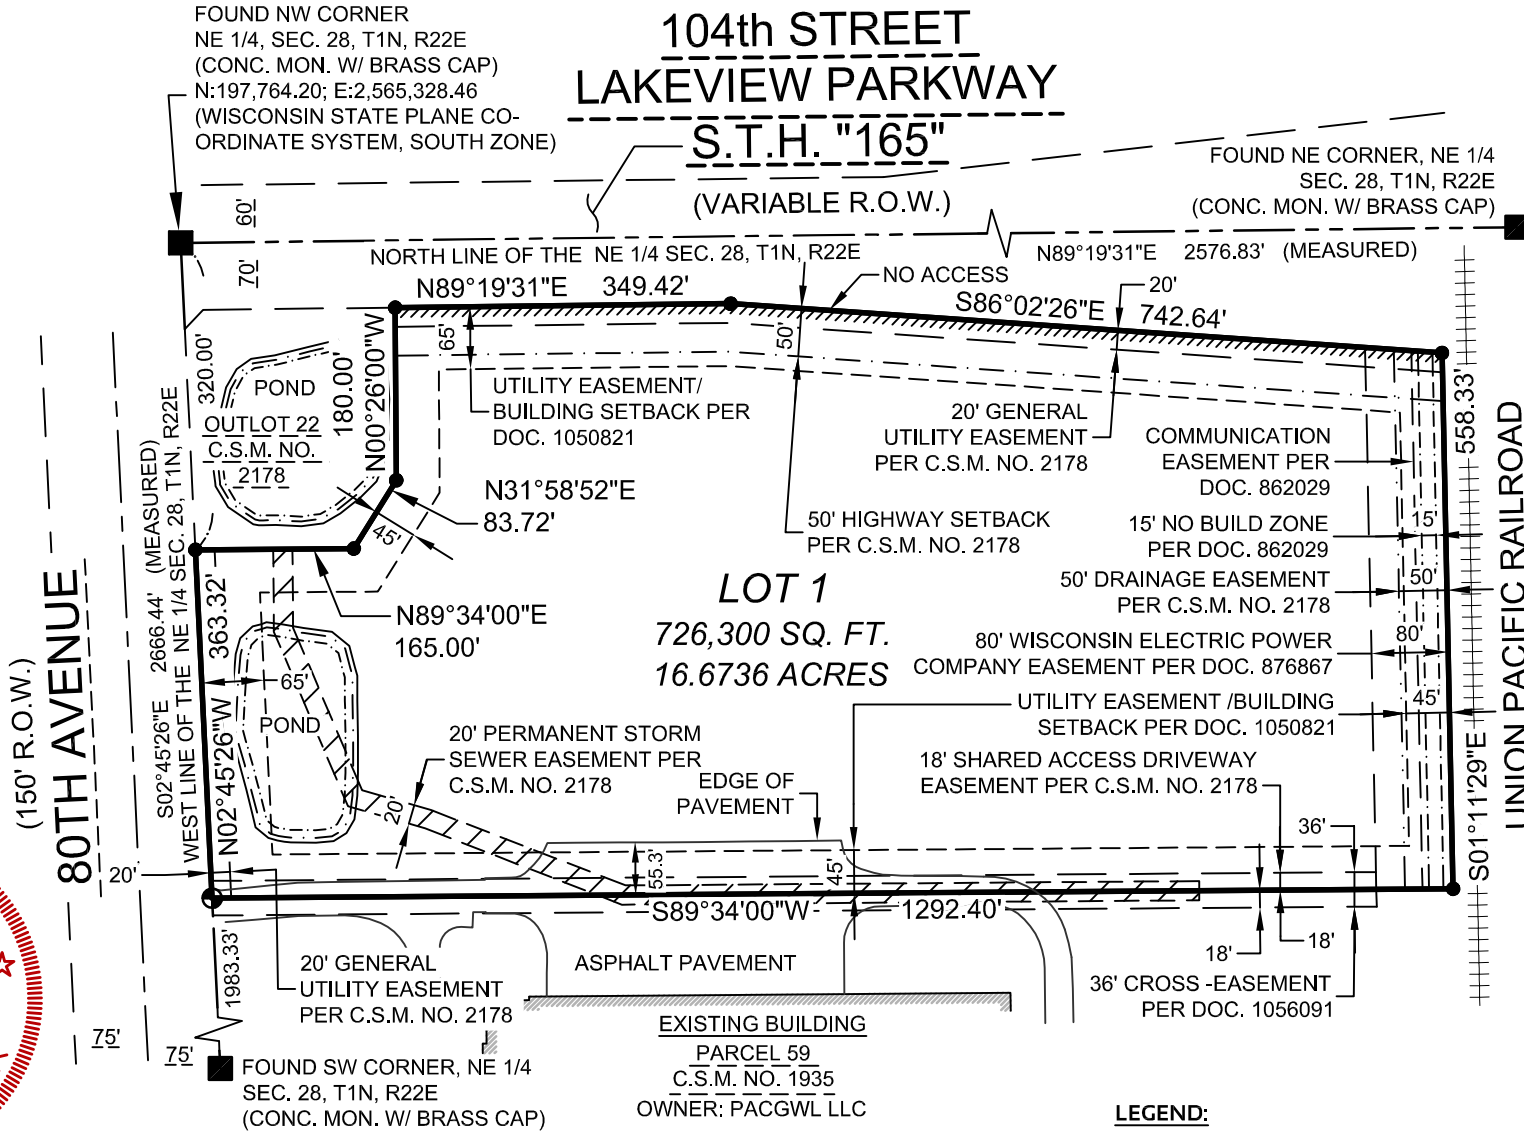 FOUND NW CORNER
NE 1/4, SEC. 28, T1N, R22E
(CONC. MON. W/ BRASS CAP)
N:197,764.20; E:2,565,328.46
(WISCONSIN STATE PLANE CO-
ORDINATE SYSTEM, SOUTH ZONE)
104th STREET
LAKEVIEW PARKWAY
S.T.H. "165"
(VARIABLE R.O.W.)
FOUND NE CORNER, NE 1/4
SEC. 28, T1N, R22E
(CONC. MON. W/ BRASS CAP)
60'
70'
NORTH LINE OF THE NE 1/4 SEC. 28, T1N, R22E
N89°19'31"E 2576.83' (MEASURED)
N89°19'31"E 349.42'
NO ACCESS
S86°02'26"E 742.64'
20'
65'
50'
320.00'
180.00'
N00°26'00"W
POND
OUTLOT 22
C.S.M. NO.
2178
UTILITY EASEMENT/
BUILDING SETBACK PER
DOC. 1050821
20' GENERAL
UTILITY EASEMENT
PER C.S.M. NO. 2178
COMMUNICATION
EASEMENT PER
DOC. 862029
558.33'
UNION PACIFIC RAILROAD
N31°58'52"E
83.72'
45'
50' HIGHWAY SETBACK
PER C.S.M. NO. 2178
15' NO BUILD ZONE
PER DOC. 862029
15'
50' DRAINAGE EASEMENT
PER C.S.M. NO. 2178
50'
LOT 1
726,300 SQ. FT.
16.6736 ACRES
80' WISCONSIN ELECTRIC POWER
COMPANY EASEMENT PER DOC. 876867
80'
N89°34'00"E
165.00'
S02°45'26"E 2666.44' (MEASURED)
WEST LINE OF THE NE 1/4 SEC. 28, T1N, R22E
363.32'
N02°45'26"W
80TH AVENUE
(150' R.O.W.)
65'
POND
UTILITY EASEMENT /BUILDING
SETBACK PER DOC. 1050821
45'
20' PERMANENT STORM
SEWER EASEMENT PER
C.S.M. NO. 2178
20'
EDGE OF
PAVEMENT
18' SHARED ACCESS DRIVEWAY
EASEMENT PER C.S.M. NO. 2178
S01°11'29"E
36'
20'
55.3
45'
S89°34'00"W
1292.40'
18'
18'
1983.33'
20' GENERAL
UTILITY EASEMENT
PER C.S.M. NO. 2178
ASPHALT PAVEMENT
36' CROSS -EASEMENT
PER DOC. 1056091
75'
75'
EXISTING BUILDING
PARCEL 59
C.S.M. NO. 1935
OWNER: PACGWL LLC
FOUND SW CORNER, NE 1/4
SEC. 28, T1N, R22E
(CONC. MON. W/ BRASS CAP)
LEGEND: